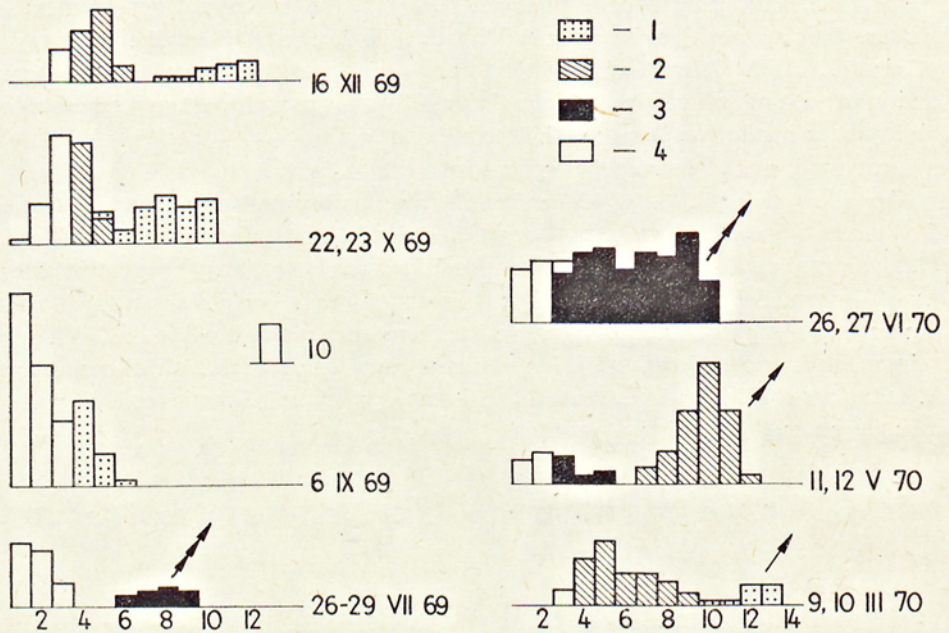 16 XII 69
22, 23 X 69
10
6 IX 69
26-29 VII 69
2 4 6 8 10 12
— 1
— 2
— 3
— 4
26, 27 VI 70
11, 12 V 70
9, 10 III 70
2 4 6 8 10 12 14